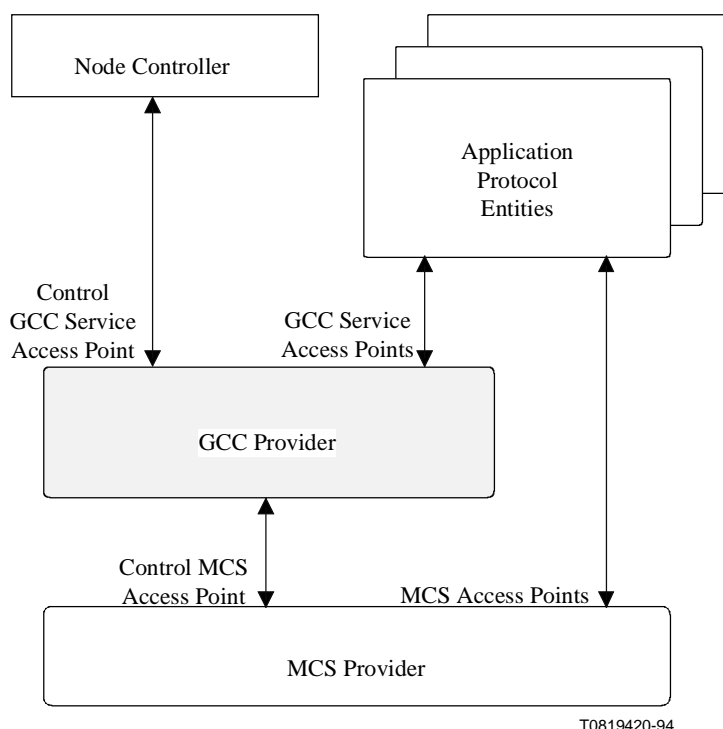 Node Controller
Application
Protocol
Entities
Control
GCC Service
Access Point
GCC Service
Access Points
GCC Provider
Control MCS
Access Point
MCS Access Points
MCS Provider
T0819420-94